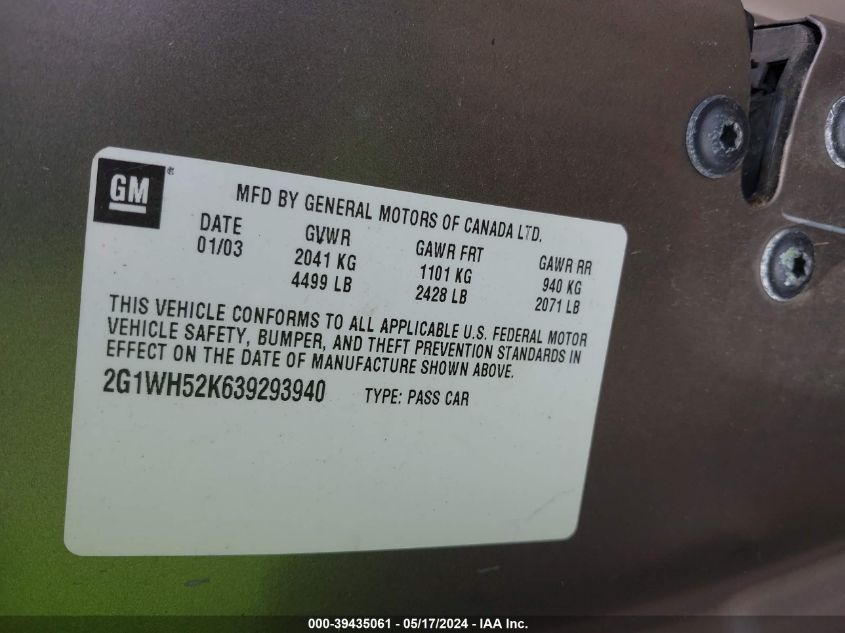 GM ®
MFD BY GENERAL MOTORS OF CANADA LTD.
DATE GVWR GAWR FRT GAWR RR
01/03 2041 KG 1101 KG 940 KG
4499 LB 2428 LB 2071 LB
THIS VEHICLE CONFORMS TO ALL APPLICABLE U.S. FEDERAL MOTOR
VEHICLE SAFETY, BUMPER, AND THEFT PREVENTION STANDARDS IN
EFFECT ON THE DATE OF MANUFACTURE SHOWN ABOVE.
2G1WH52K639293940 TYPE: PASS CAR
000-39435061 - 05/17/2024 - IAA Inc.